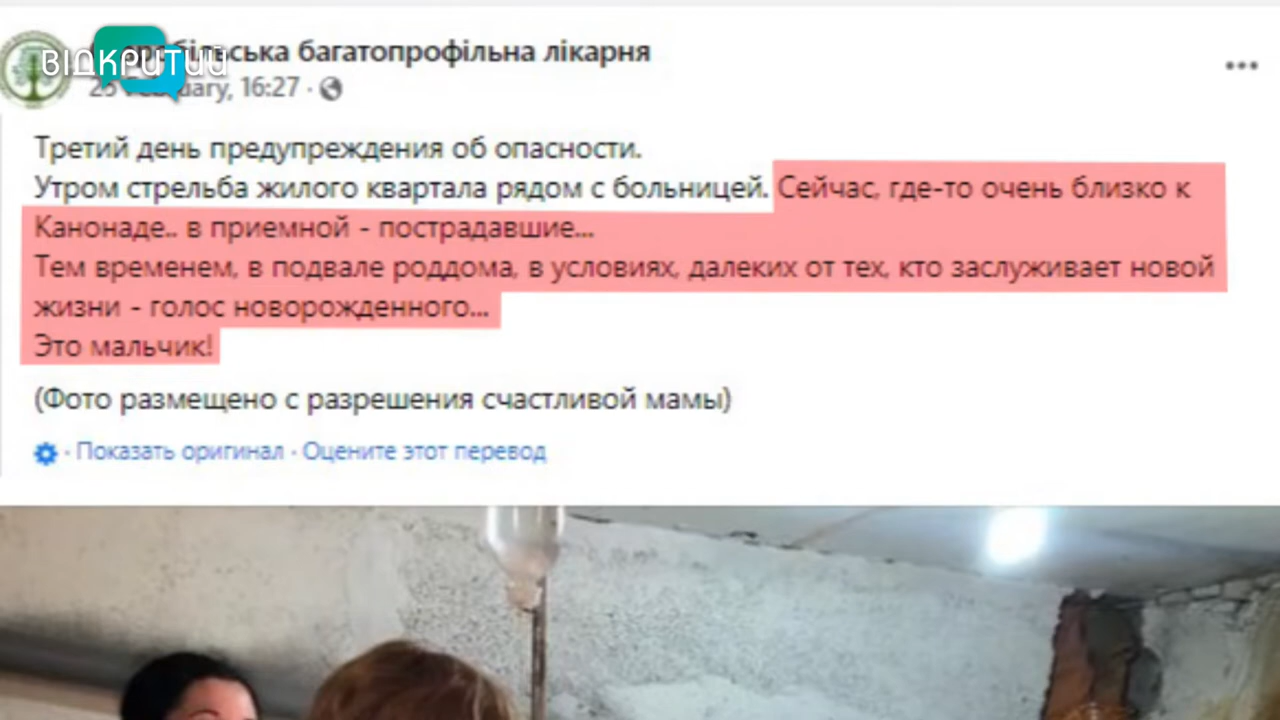 ВІДКРИТИЙ
багатопрофільна лікарня
16:27 ·
Третий день предупреждения об опасности.
Утром стрельба жилого квартала рядом с больницей. Сейчас, где-то очень близко к
Канонаде.. в приемной - пострадавшие...
Тем временем, в подвале роддома, в условиях, далеких от тех, кто заслуживает новой
жизни - голос новорожденного...
Это мальчик!
(Фото размещено с разрешения счастливой мамы)
· Показать оригинал · Оцените этот перевод